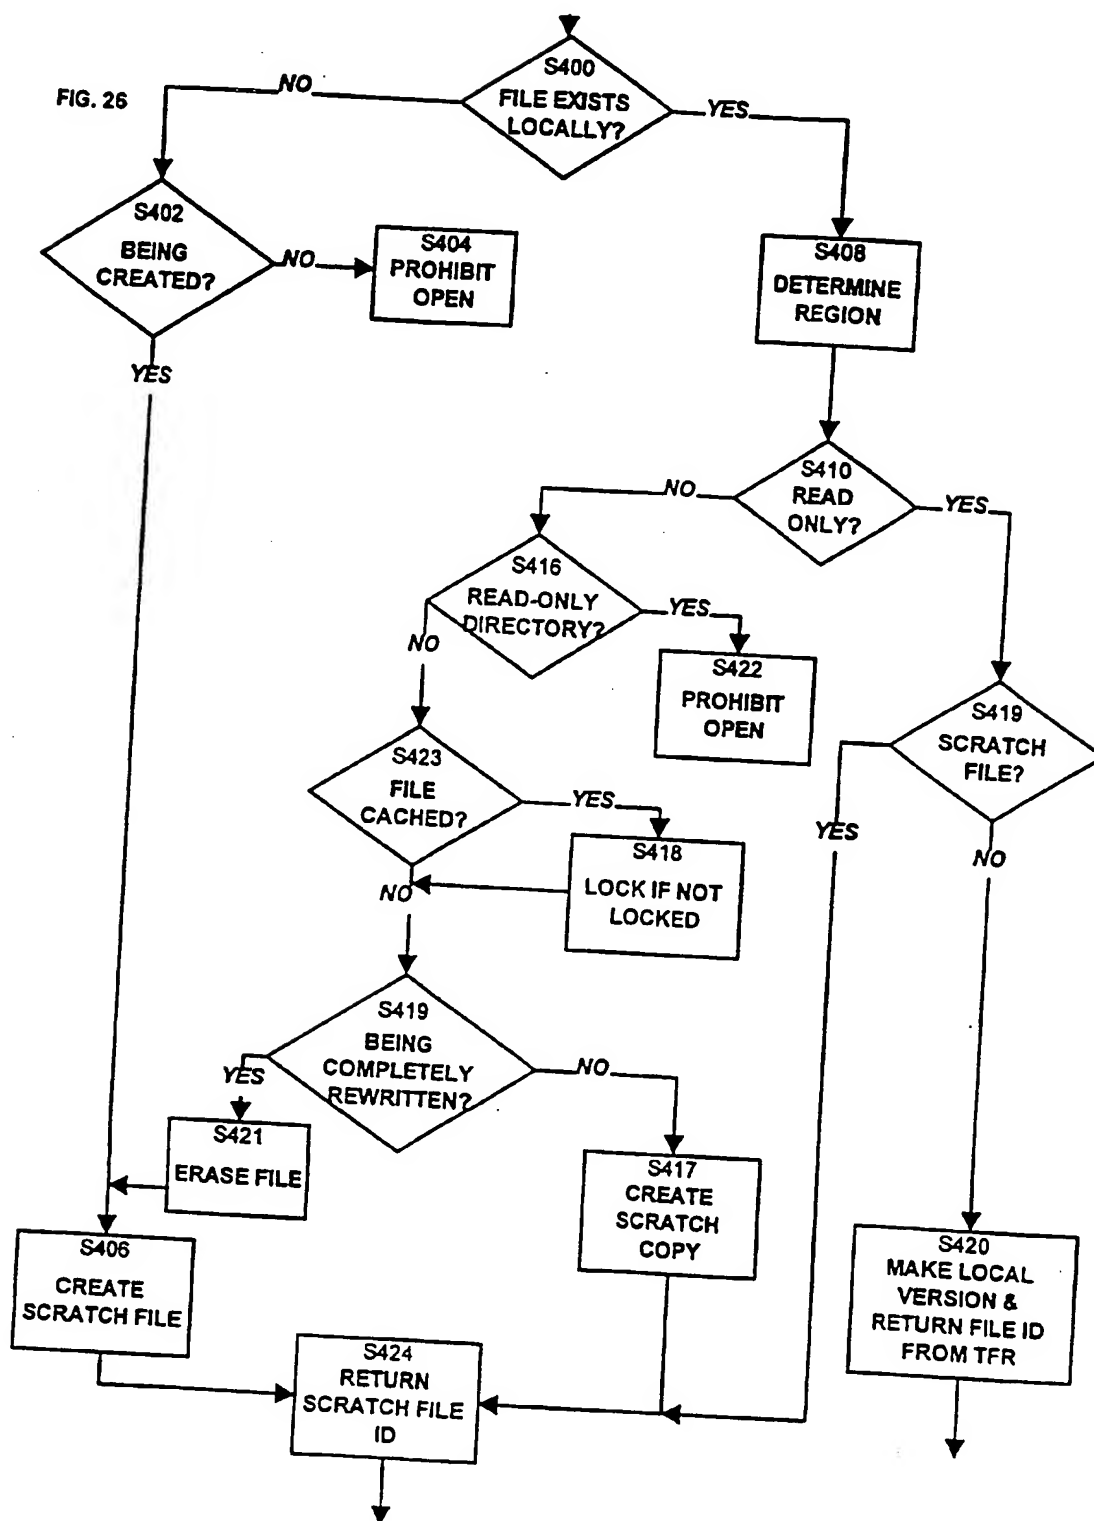 FIG. 26
S400
FILE EXISTS
LOCALLY?
NO
YES
S402
BEING
CREATED?
NO
S404
PROHIBIT
OPEN
YES
S408
DETERMINE
REGION
S410
READ
ONLY?
NO
YES
S416
READ-ONLY
DIRECTORY?
YES
NO
S422
PROHIBIT
OPEN
S419
SCRATCH
FILE?
YES
NO
S423
FILE
CACHED?
YES
NO
S418
LOCK IF NOT
LOCKED
S419
BEING
COMPLETELY
REWRITTEN?
YES
NO
S421
ERASE FILE
S417
CREATE
SCRATCH
COPY
S406
CREATE
SCRATCH FILE
S420
MAKE LOCAL
VERSION &
RETURN FILE ID
FROM TFR
S424
RETURN
SCRATCH FILE
ID